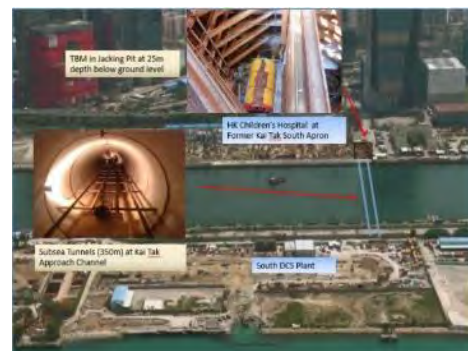 TBM in Jacking Pit at 25m
depth below ground level
HK Children's Hospital at
Former Kai Tak South Apron
Subsea Tunnels (350m) at Kai Tak
Approach Channel
South DCS Plant